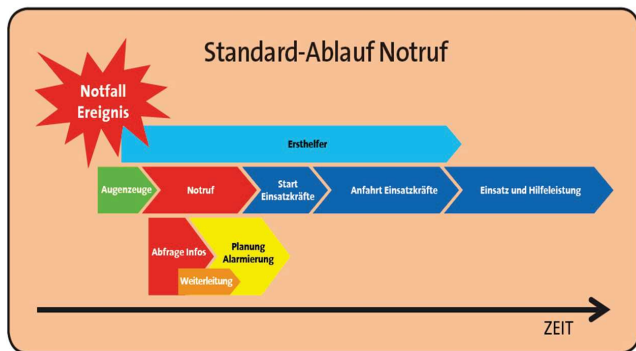 Standard-Ablauf Notruf
Notfall
Ereignis
Ersthelfer
Augenzeuge
Notruf
Start
Einsatzkräfte
Anfahrt Einsatzkräfte
Einsatz und Hilfeleistung
Abfrage Infos
Planung
Alarmierung
Weiterleitung
ZEIT